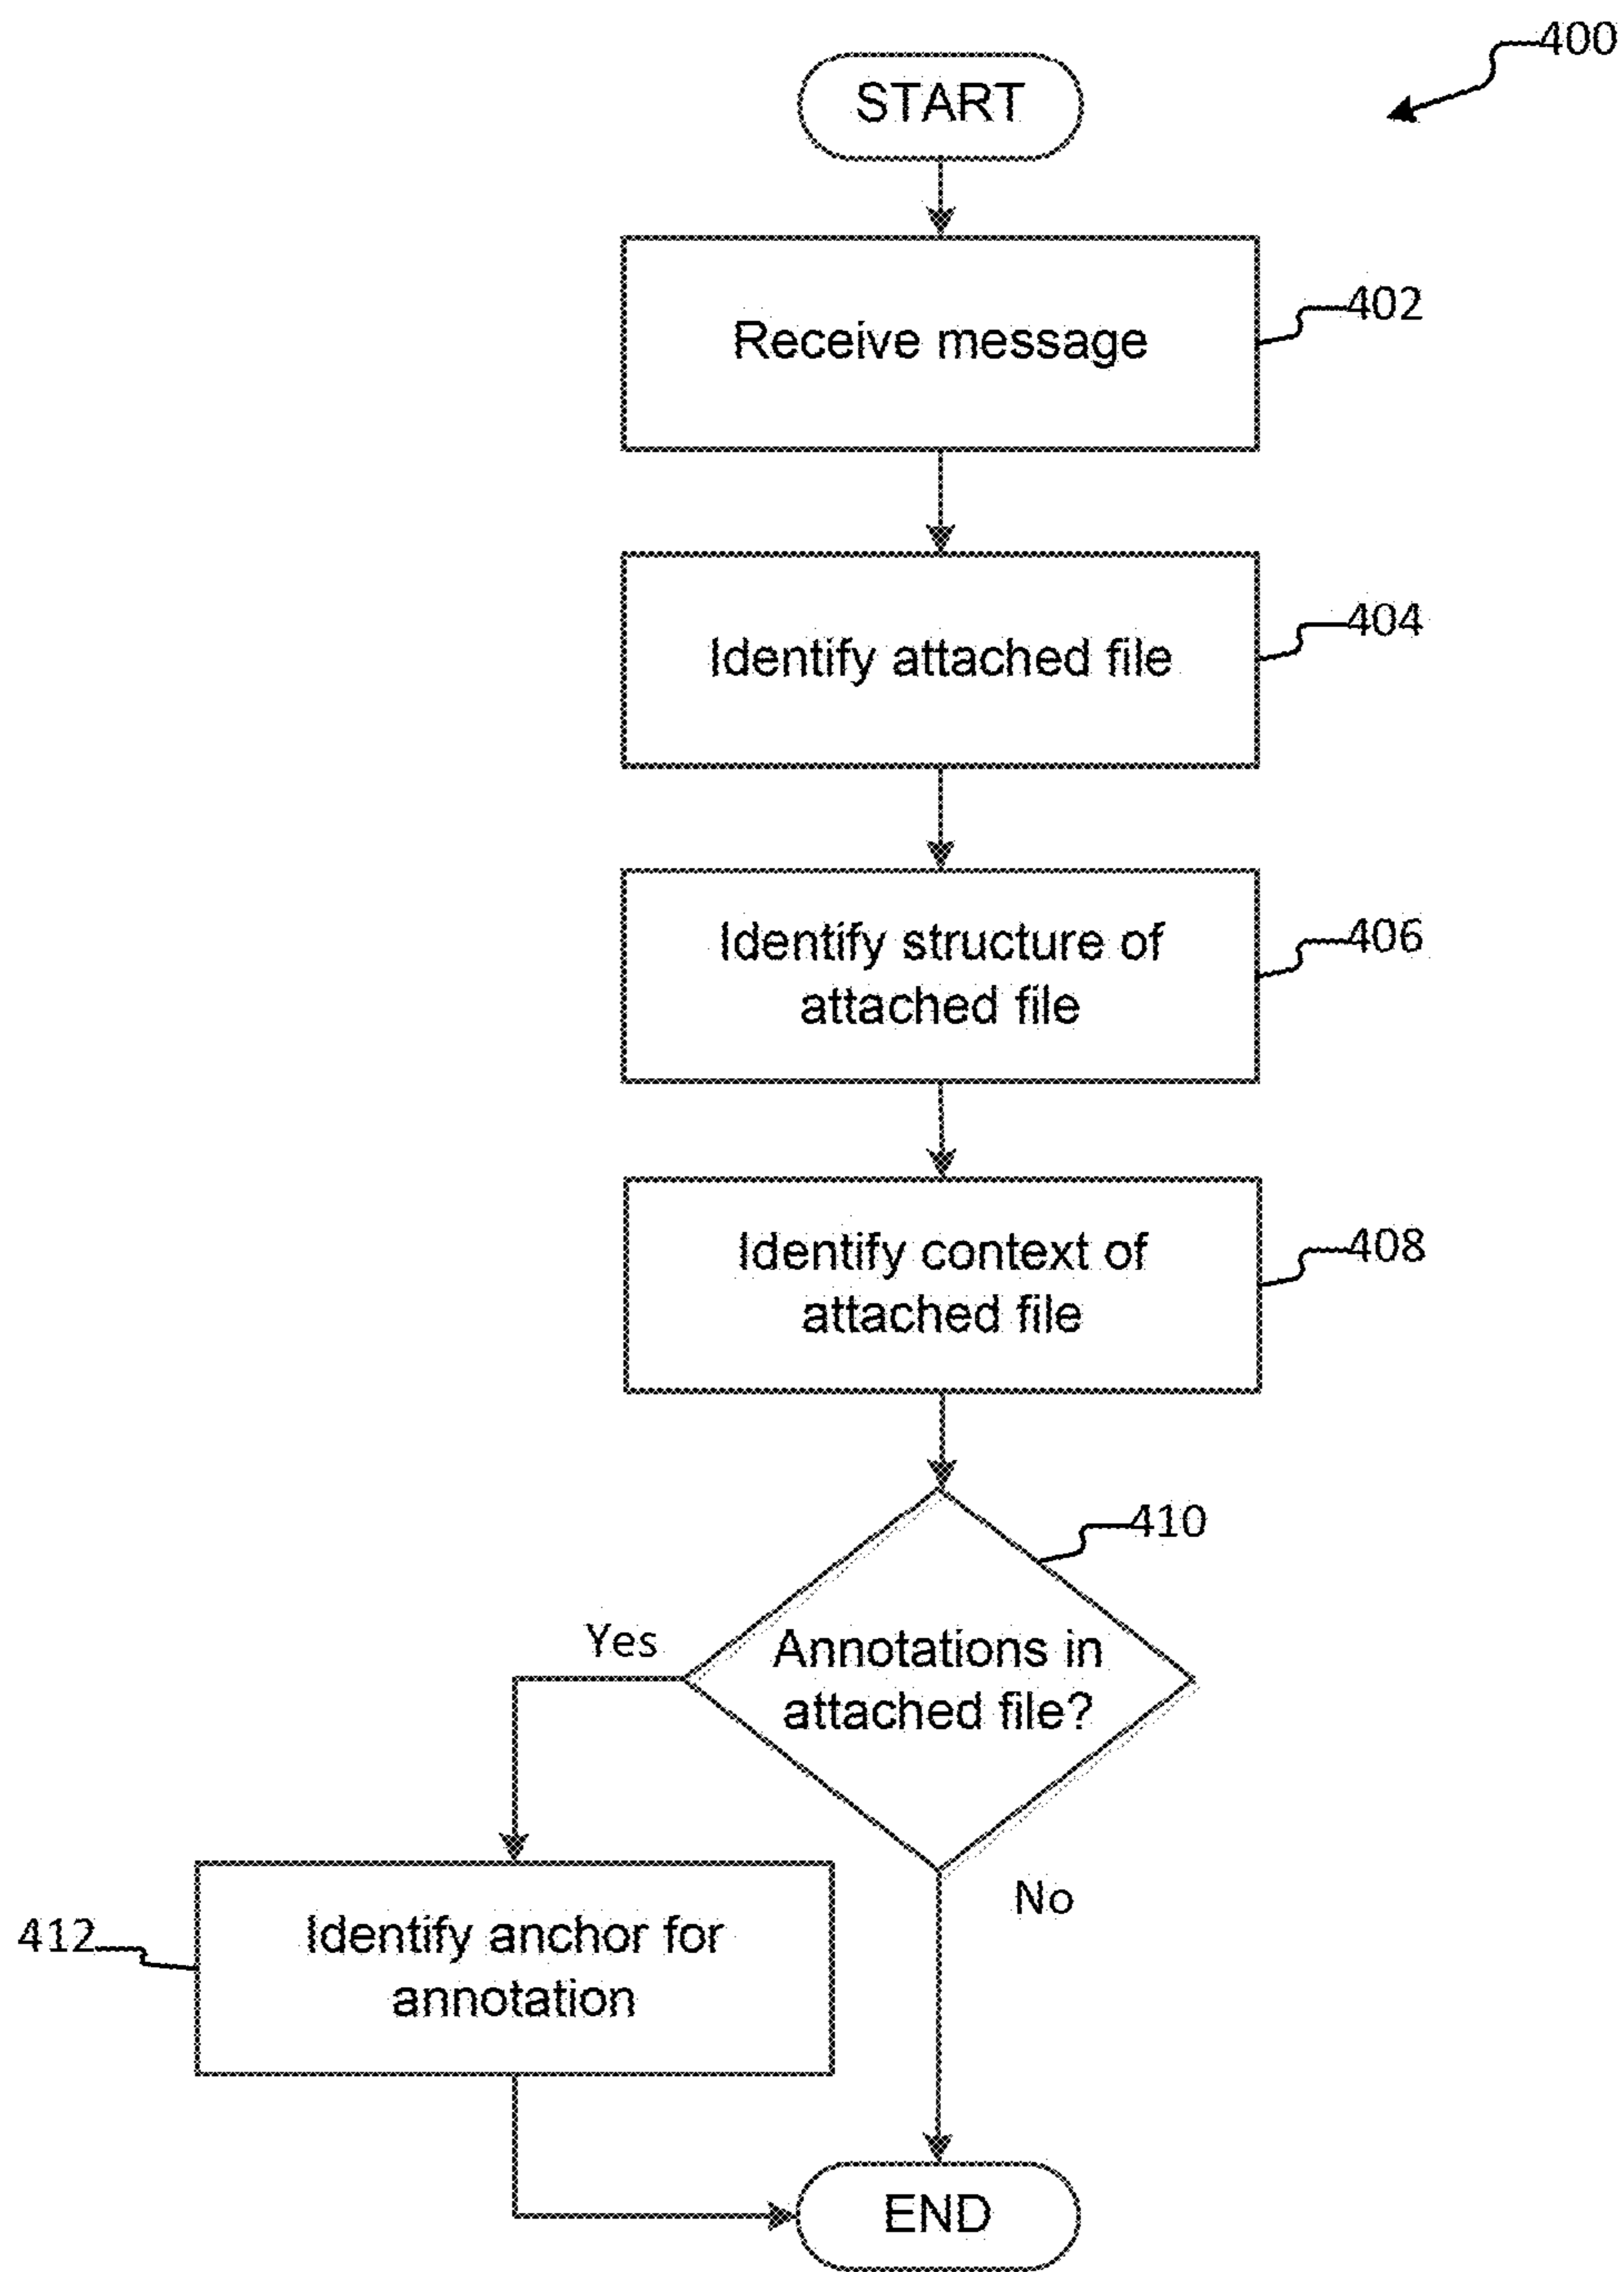 400
START
Receive message
402
Identify attached file
404
Identify structure of
attached file
406
Identify context of
attached file
408
410
Annotations in
attached file?
Yes
No
412
Identify anchor for
annotation
END